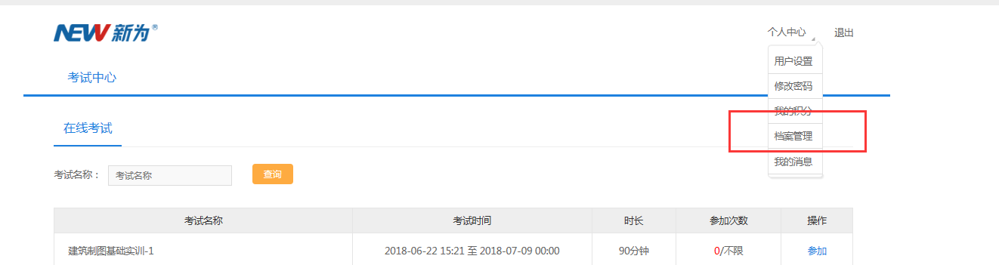 NEW新为®
个人中心
退出
用户设置
修改密码
我的积分
档案管理
我的消息
考试中心
在线考试
考试名称： 考试名称 查询
考试名称 考试时间 时长 参加次数 操作
建筑制图基础实训-1 2018-06-22 15:21 至 2018-07-09 00:00 90分钟 0/不限 参加